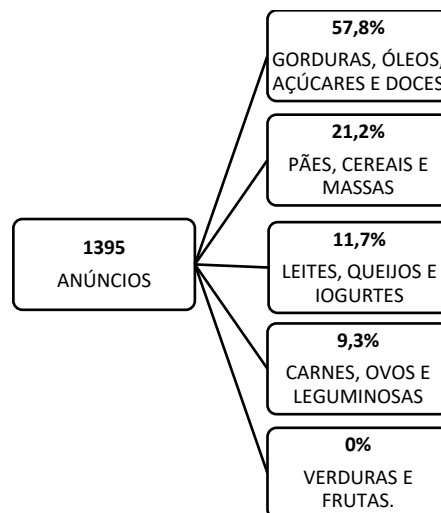 57,8%
GORDURAS, ÓLEOS,
AÇÚCARES E DOCES
21,2%
PÃES, CEREAIS E
MASSAS
1395
ANÚNCIOS
11,7%
LEITES, QUEIJOS E
IOGURTES
9,3%
CARNES, OVOS E
LEGUMINOSAS
0%
VERDURAS E
FRUTAS.